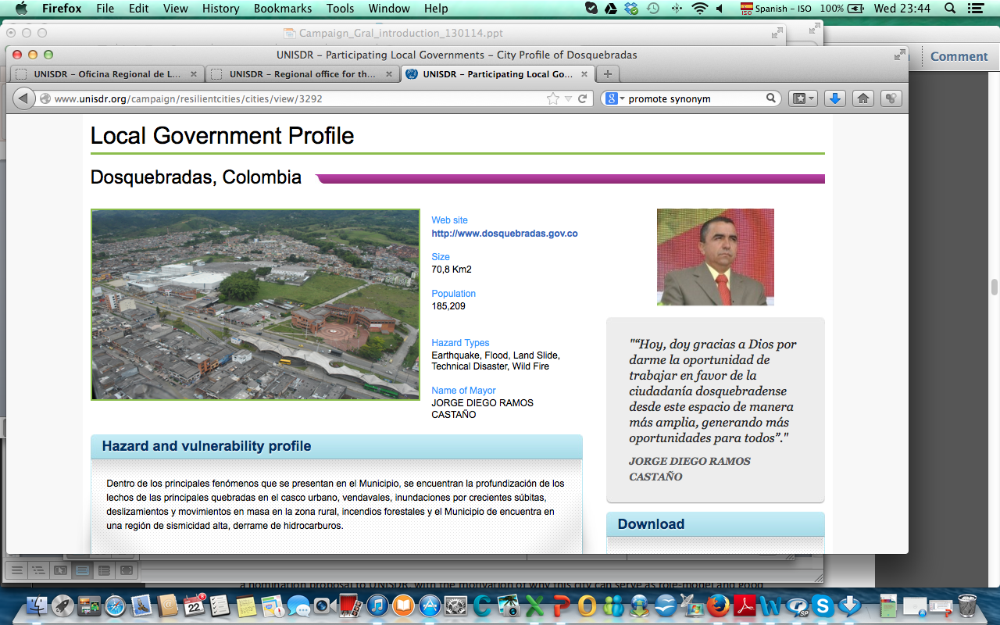 Firefox File Edit View History Bookmarks Tools Window Help Spanish – ISO 100% Wed 23:44
Campaign_Gral_introduction_130114.ppt
UNISDR – Participating Local Governments – City Profile of Dosquebradas
Comment
UNISDR – Oficina Regional de L...
UNISDR – Regional office for th...
UNISDR – Participating Local Go...
www.unisdr.org/campaign/resilientcities/cities/view/3292
promote synonym
Local Government Profile
Dosquebradas, Colombia
Web site
http://www.dosquebradas.gov.co
Size
70,8 Km2
Population
185,209
Hazard Types
Earthquake, Flood, Land Slide,
Technical Disaster, Wild Fire
Name of Mayor
JORGE DIEGO RAMOS
CASTAÑO
"“Hoy, doy gracias a Dios por
darme la oportunidad de
trabajar en favor de la
ciudadanía dosquebradense
desde este espacio de manera
más amplia, generando más
oportunidades para todos”."
JORGE DIEGO RAMOS
CASTAÑO
Hazard and vulnerability profile
Dentro de los principales fenómenos que se presentan en el Municipio, se encuentran la profundización de los
lechos de las principales quebradas en el casco urbano, vendavales, inundaciones por crecientes súbitas,
deslizamientos y movimientos en masa en la zona rural, incendios forestales y el Municipio de encuentra en
una región de sismicidad alta, derrame de hidrocarburos.
Download
a nomination proposal to UNISDR, with the motivation of why this city can serve as role-model and good